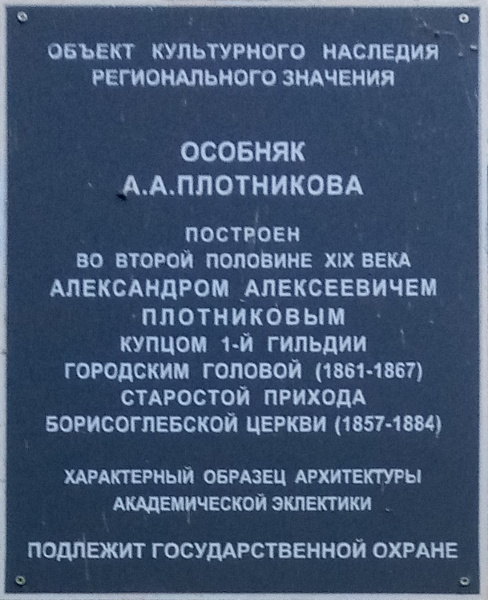 ОБЪЕКТ КУЛЬТУРНОГО НАСЛЕДИЯ
РЕГИОНАЛЬНОГО ЗНАЧЕНИЯ
ОСОБНЯК
А.А.ПЛОТНИКОВА
ПОСТРОЕН
ВО ВТОРОЙ ПОЛОВИНЕ XIX ВЕКА
АЛЕКСАНДРОМ АЛЕКСЕЕВИЧЕМ
ПЛОТНИКОВЫМ
КУПЦОМ 1-Й ГИЛЬДИИ
ГОРОДСКИМ ГОЛОВОЙ (1861-1867)
СТАРОСТОЙ ПРИХОДА
БОРИСОГЛЕБСКОЙ ЦЕРКВИ (1857-1884)
ХАРАКТЕРНЫЙ ОБРАЗЕЦ АРХИТЕКТУРЫ
АКАДЕМИЧЕСКОЙ ЭКЛЕКТИКИ
ПОДЛЕЖИТ ГОСУДАРСТВЕННОЙ ОХРАНЕ